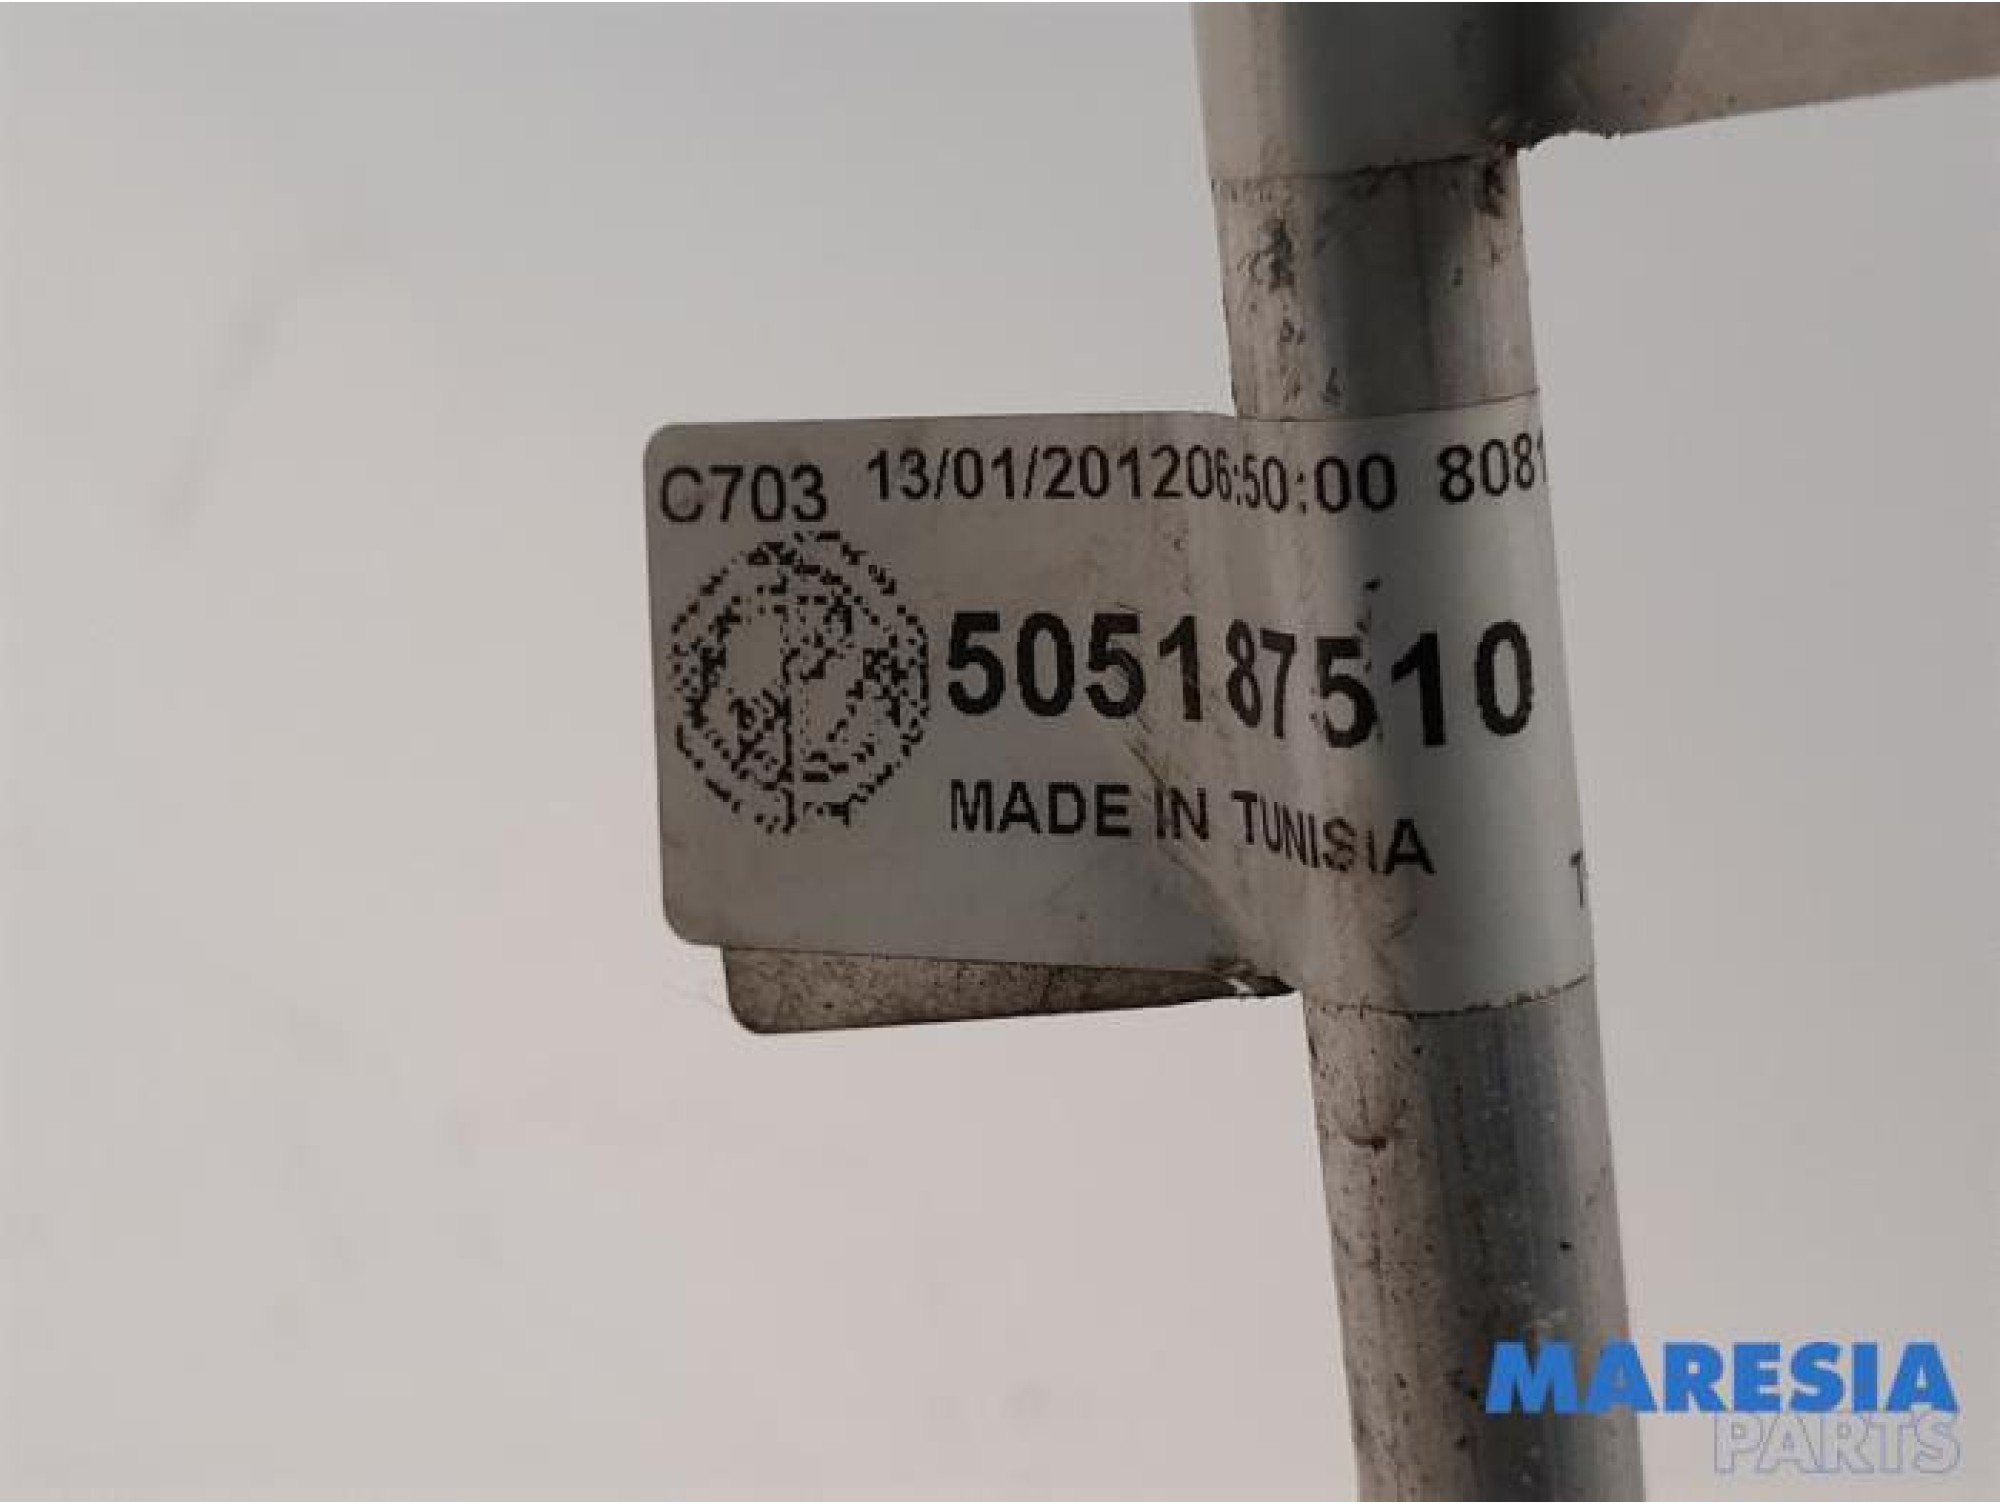 C703 13/01/201206:50:00 8081
505187510
MADE IN TUNISIA
MARESIA
PARTS